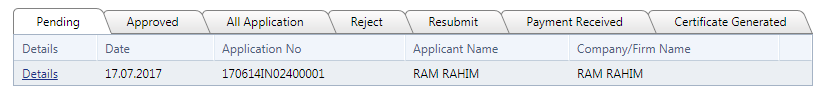 Pending Approved All Application Reject Resubmit Payment Received Certificate Generated
Details Date Application No Applicant Name Company/Firm Name
Details 17.07.2017 170614IN02400001 RAM RAHIM RAM RAHIM